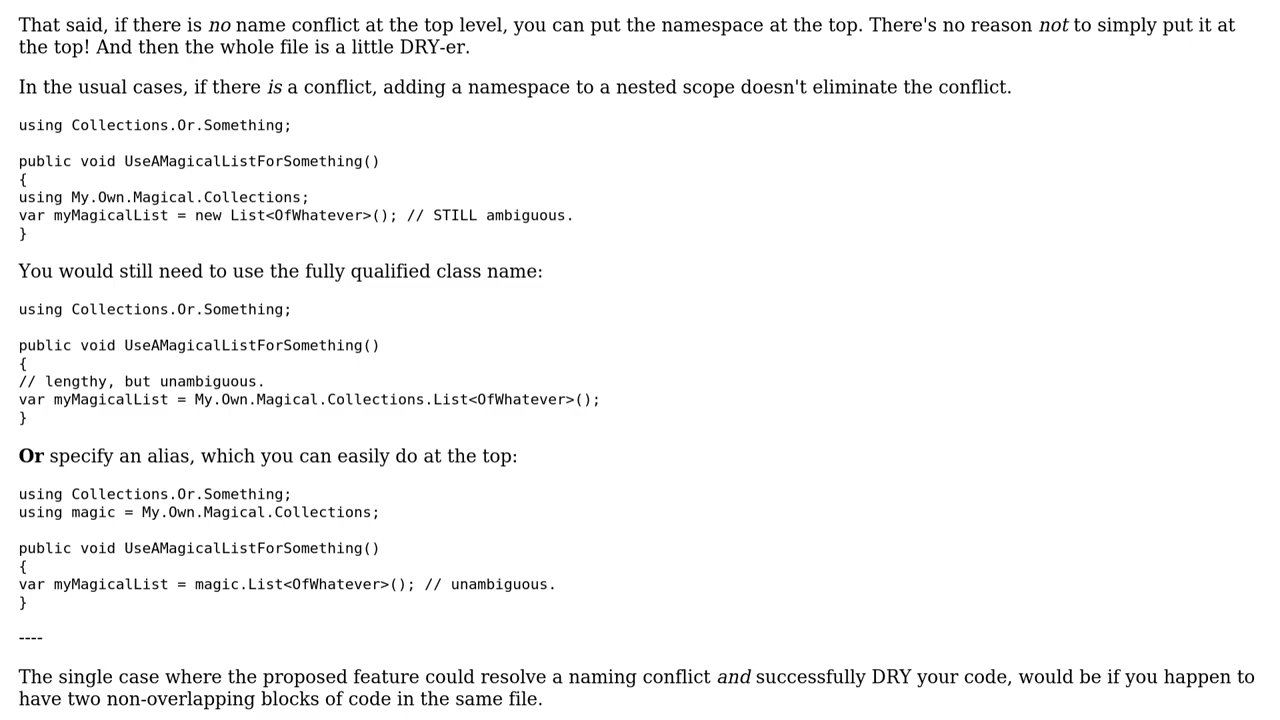 That said, if there is no name conflict at the top level, you can put the namespace at the top. There's no reason not to simply put it at
the top! And then the whole file is a little DRY-er.
In the usual cases, if there is a conflict, adding a namespace to a nested scope doesn't eliminate the conflict.
using Collections.Or.Something;
public void UseAMagicalListForSomething()
{
using My.Own.Magical.Collections;
var myMagicalList = new List<OfWhatever>(); // STILL ambiguous.
}
You would still need to use the fully qualified class name:
using Collections.Or.Something;
public void UseAMagicalListForSomething()
{
// lengthy, but unambiguous.
var myMagicalList = My.Own.Magical.Collections.List<OfWhatever>();
}
Or specify an alias, which you can easily do at the top:
using Collections.Or.Something;
using magic = My.Own.Magical.Collections;
public void UseAMagicalListForSomething()
{
var myMagicalList = magic.List<OfWhatever>(); // unambiguous.
}
----
The single case where the proposed feature could resolve a naming conflict and successfully DRY your code, would be if you happen to
have two non-overlapping blocks of code in the same file.